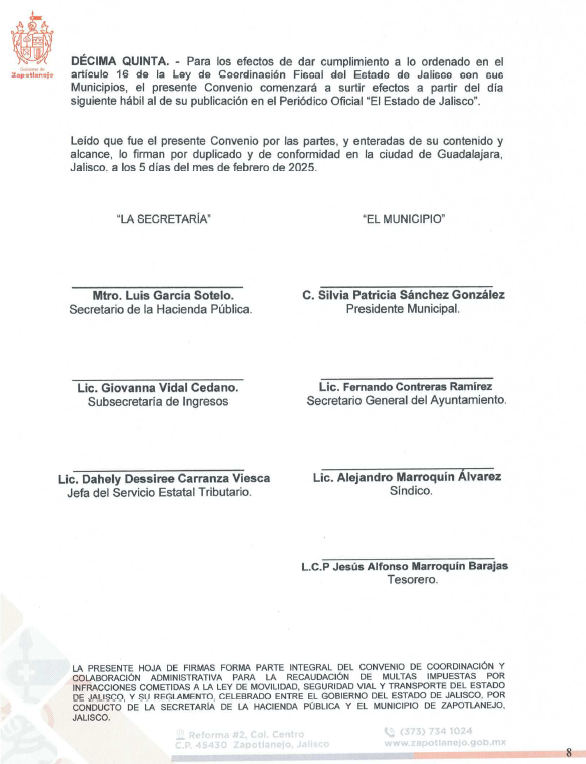 Gobierno de
Zapotlanejo
DÉCIMA QUINTA. - Para los efectos de dar cumplimiento a lo ordenado en el
artículo 16 de la Ley de Coordinación Fiscal del Estado de Jalisco con sus
Municipios, el presente Convenio comenzará a surtir efectos a partir del día
siguiente hábil al de su publicación en el Periódico Oficial "El Estado de Jalisco".
Leído que fue el presente Convenio por las partes, y enteradas de su contenido y
alcance, lo firman por duplicado y de conformidad en la ciudad de Guadalajara,
Jalisco. a los 5 días del mes de febrero de 2025.
"LA SECRETARÍA"
"EL MUNICIPIO"
Mtro. Luis García Sotelo.
Secretario de la Hacienda Pública.
C. Silvia Patricia Sánchez González
Presidente Municipal.
Lic. Giovanna Vidal Cedano.
Subsecretaría de Ingresos
Lic. Fernando Contreras Ramírez
Secretario General del Ayuntamiento.
Lic. Dahely Dessiree Carranza Viesca
Jefa del Servicio Estatal Tributario.
Lic. Alejandro Marroquin Álvarez
Síndico.
L.C.P Jesús Alfonso Marroquín Barajas
Tesorero.
LA PRESENTE HOJA DE FIRMAS FORMA PARTE INTEGRAL DEL CONVENIO DE COORDINACIÓN Y
COLABORACIÓN ADMINISTRATIVA PARA LA RECAUDACIÓN DE MULTAS IMPUESTAS POR
INFRACCIONES COMETIDAS A LA LEY DE MOVILIDAD, SEGURIDAD VIAL Y TRANSPORTE DEL ESTADO
DE JALISCO, Y SU REGLAMENTO, CELEBRADO ENTRE EL GOBIERNO DEL ESTADO DE JALISCO, POR
CONDUCTO DE LA SECRETARÍA DE LA HACIENDA PÚBLICA Y EL MUNICIPIO DE ZAPOTLANEJO,
JALISCO.
Reforma #2, Col. Centro
C.P. 45430 Zapotlanejo, Jalisco
(373) 734 1024
www.zapotlanejo.gob.mx
8